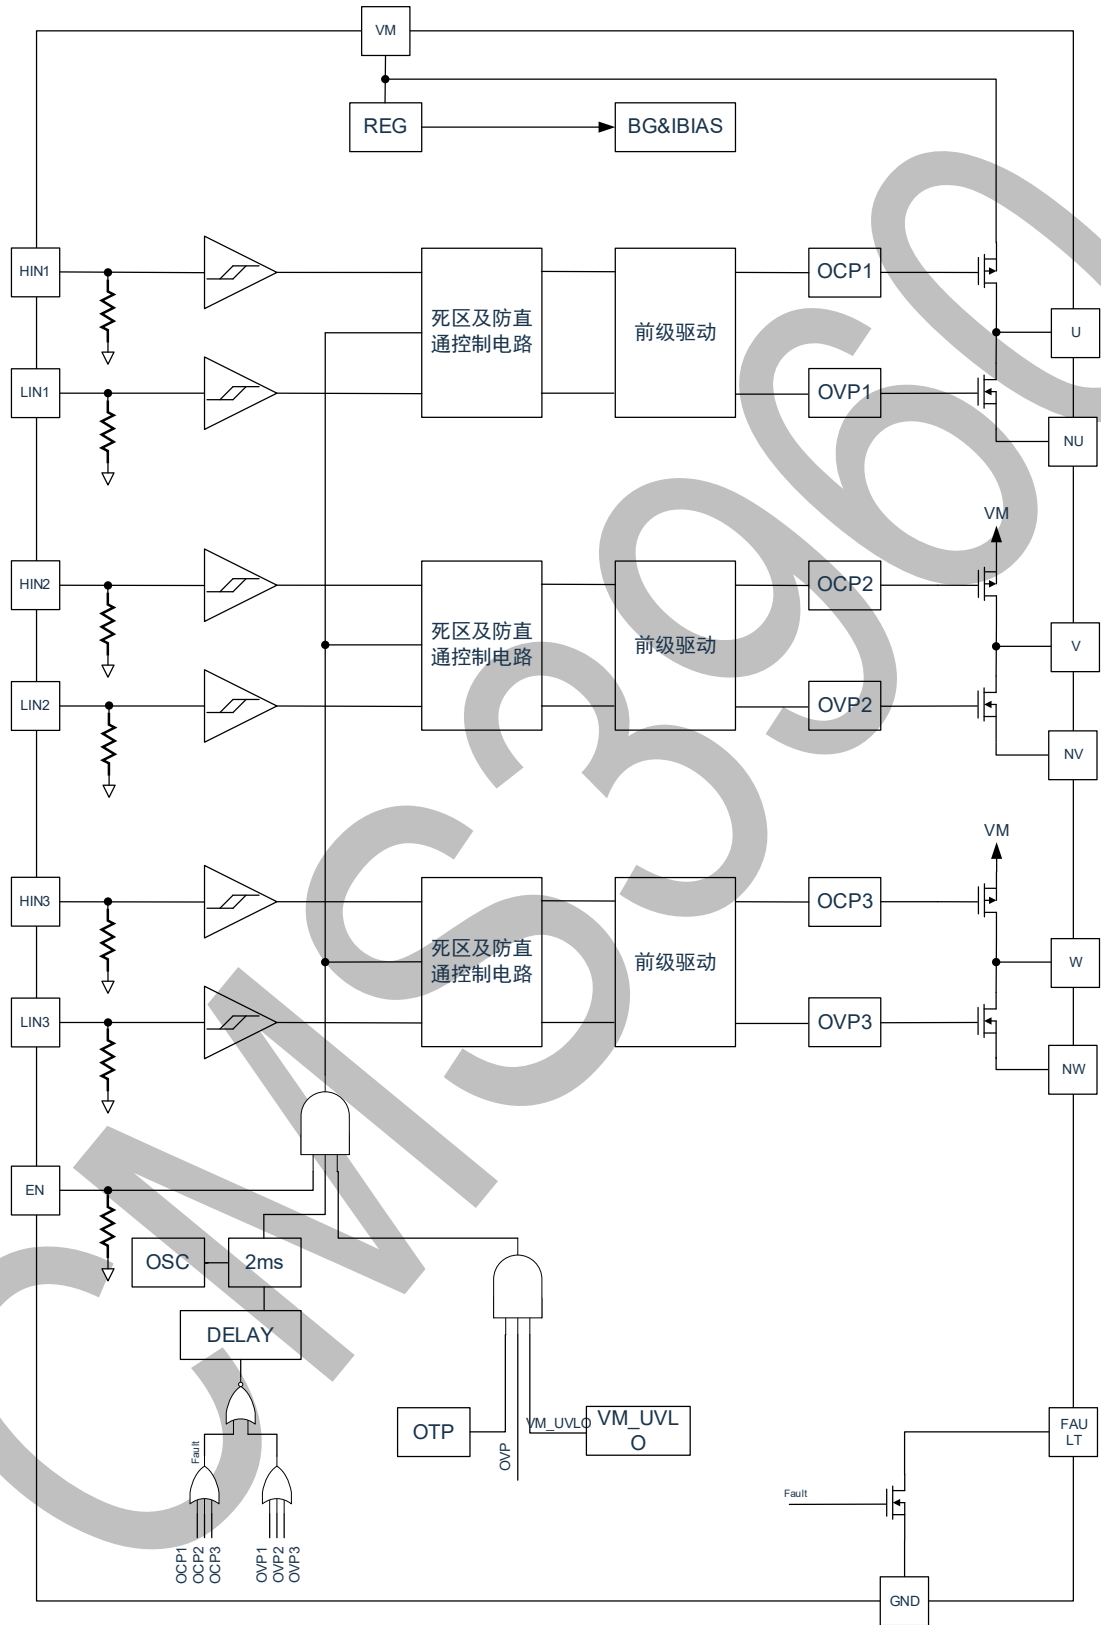 VM
REG
BG&IBIAS
HIN1
死区及防直
通控制电路
前级驱动
OCP1
U
LIN1
OVP1
NU
VM
HIN2
死区及防直
通控制电路
前级驱动
OCP2
V
LIN2
OVP2
NV
VM
HIN3
死区及防直
通控制电路
前级驱动
OCP3
W
LIN3
OVP3
NW
EN
OSC
2ms
DELAY
OTP
OVP
VM_UVLO
VM_UVL
O
FAU
LT
Fault
Fault
OCP1
OCP2
OCP3
OVP1
OVP2
OVP3
GND
CMS3960